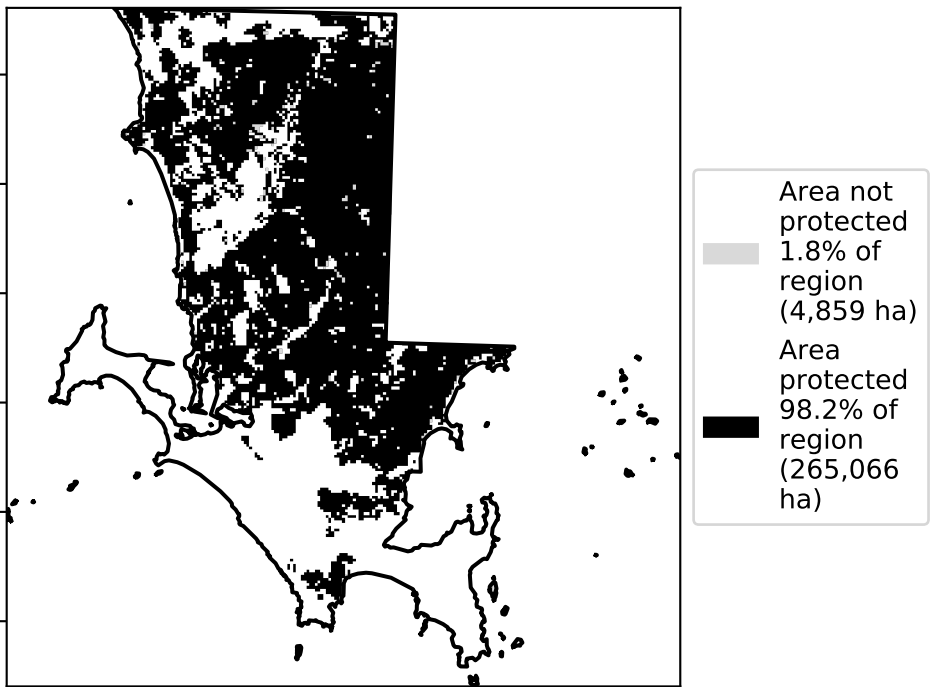 Area not
protected
1.8% of
region
(4,859 ha)
Area
protected
98.2% of
region
(265,066
ha)